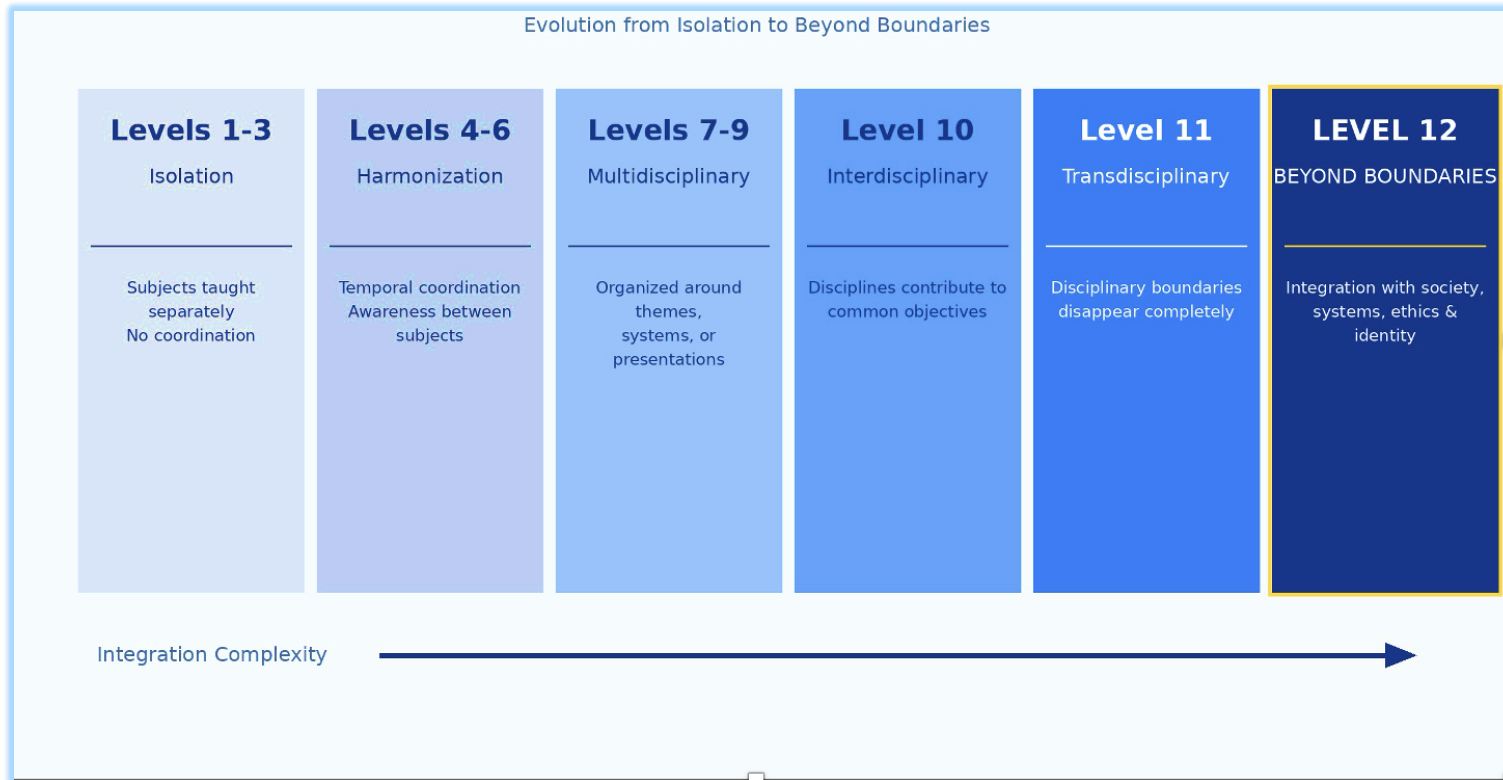 Evolution from Isolation to Beyond Boundaries
Levels 1-3
Isolation
Subjects taught
separately
No coordination
Levels 4-6
Harmonization
Temporal coordination
Awareness between
subjects
Levels 7-9
Multidisciplinary
Organized around
themes,
systems, or
presentations
Level 10
Interdisciplinary
Disciplines contribute to
common objectives
Level 11
Transdisciplinary
Disciplinary boundaries
disappear completely
LEVEL 12
BEYOND BOUNDARIES
Integration with society,
systems, ethics &
identity
Integration Complexity